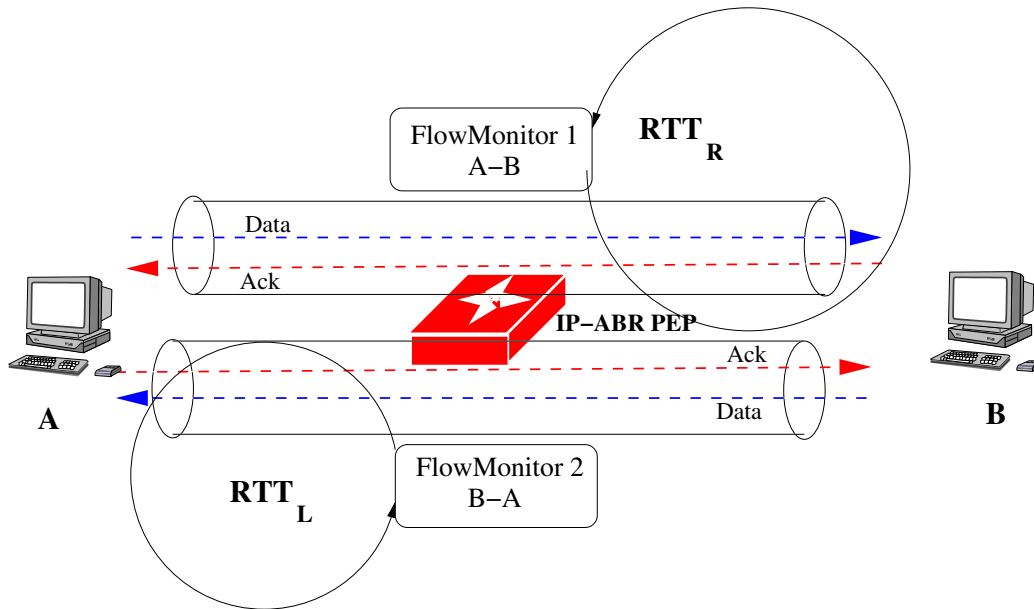 FlowMonitor 1
A−B
RTT R
Data
Ack
IP−ABR PEP
Ack
Data
A
B
FlowMonitor 2
B−A
RTT L